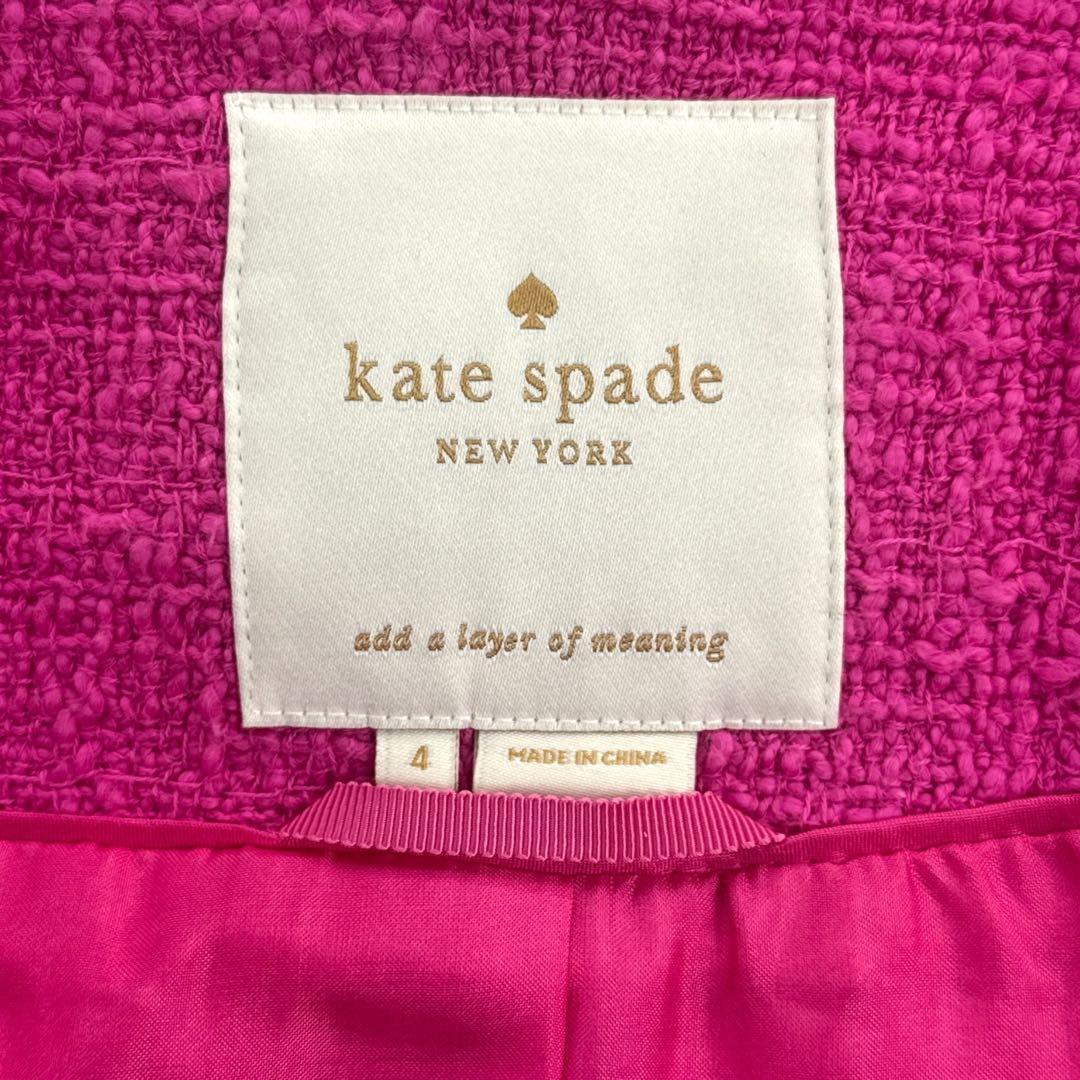 kate spade
NEW YORK
add a layer of meaning
4
MADE IN CHINA